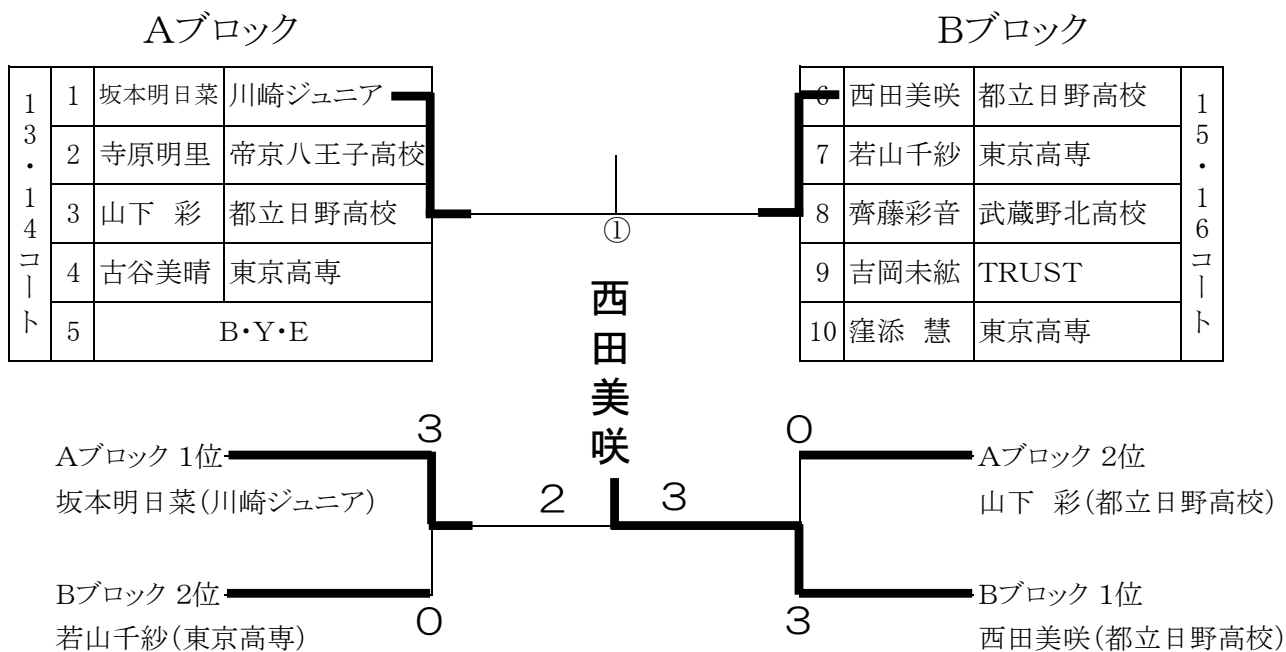 Aブロック
Bブロック
13・14コート
1 坂本明日菜 川崎ジュニア
2 寺原明里 帝京八王子高校
3 山下 彩 都立日野高校
4 古谷美晴 東京高専
5 B・Y・E
6 西田美咲 都立日野高校
7 若山千紗 東京高専
8 齊藤彩音 武蔵野北高校
9 吉岡未紘 TRUST
10 窪添 慧 東京高専
15・16コート
①
西田美咲
3
0
Aブロック 1位
坂本明日菜(川崎ジュニア)
2
3
Aブロック 2位
山下 彩(都立日野高校)
Bブロック 2位
若山千紗(東京高専)
0
3
Bブロック 1位
西田美咲(都立日野高校)